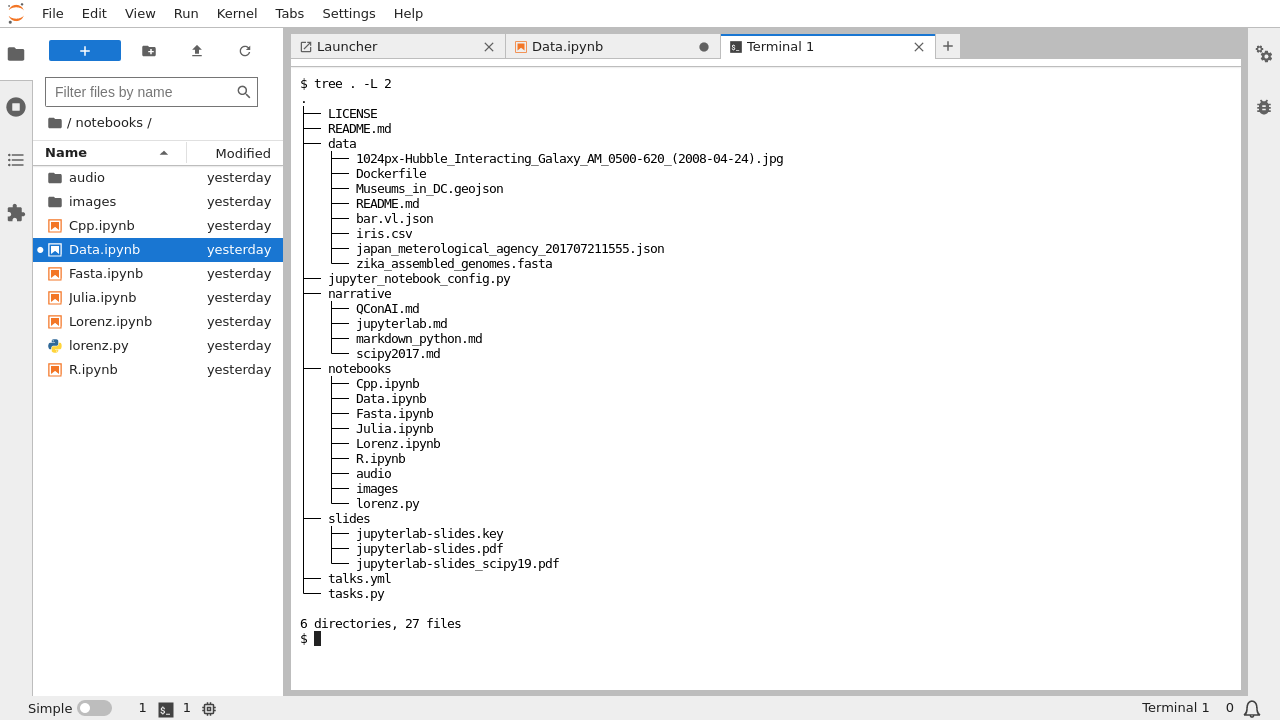 File Edit View Run Kernel Tabs Settings Help
Launcher
Data.ipynb
Terminal 1
Filter files by name
/ notebooks /
Name Modified
audio yesterday
images yesterday
Cpp.ipynb yesterday
Data.ipynb yesterday
Fasta.ipynb yesterday
Julia.ipynb yesterday
Lorenz.ipynb yesterday
lorenz.py yesterday
R.ipynb yesterday
$ tree . -L 2
.
├── LICENSE
├── README.md
├── data
│   ├── 1024px-Hubble_Interacting_Galaxy_AM_0500-620_(2008-04-24).jpg
│   ├── Dockerfile
│   ├── Museums_in_DC.geojson
│   ├── README.md
│   ├── bar.vl.json
│   ├── iris.csv
│   ├── japan_meterological_agency_201707211555.json
│   └── zika_assembled_genomes.fasta
├── jupyter_notebook_config.py
├── narrative
│   ├── QConAI.md
│   ├── jupyterlab.md
│   ├── markdown_python.md
│   └── scipy2017.md
├── notebooks
│   ├── Cpp.ipynb
│   ├── Data.ipynb
│   ├── Fasta.ipynb
│   ├── Julia.ipynb
│   ├── Lorenz.ipynb
│   ├── R.ipynb
│   ├── audio
│   ├── images
│   └── lorenz.py
├── slides
│   ├── jupyterlab-slides.key
│   ├── jupyterlab-slides.pdf
│   └── jupyterlab-slides_scipy19.pdf
├── talks.yml
└── tasks.py
6 directories, 27 files
$
Simple 1 $_ 1 Terminal 1 0